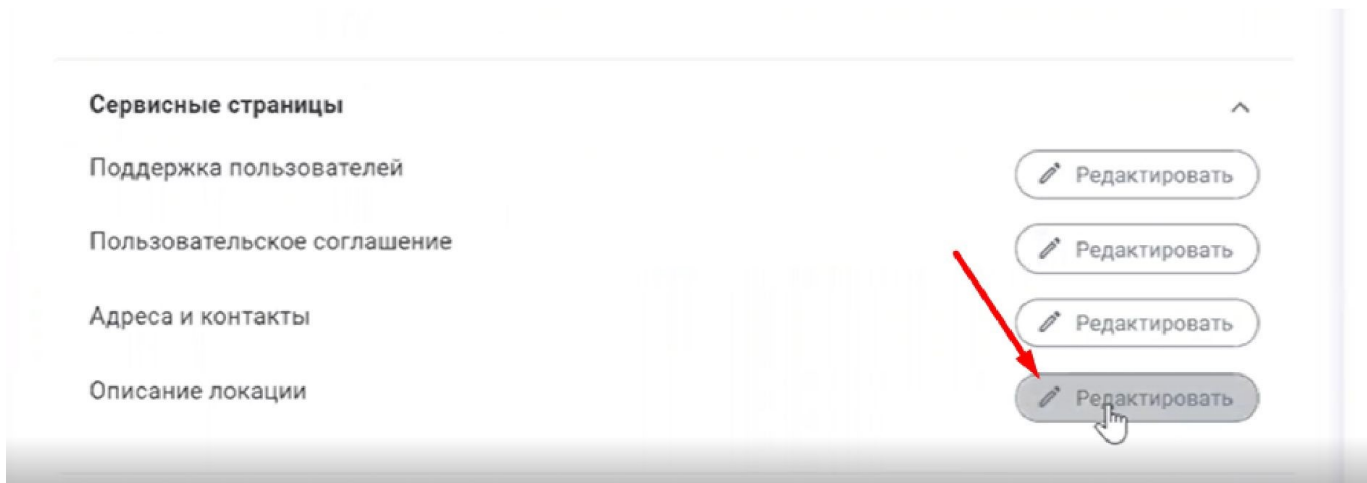 Сервисные страницы
Поддержка пользователей
Редактировать
Пользовательское соглашение
Редактировать
Адреса и контакты
Редактировать
Описание локации
Редактировать